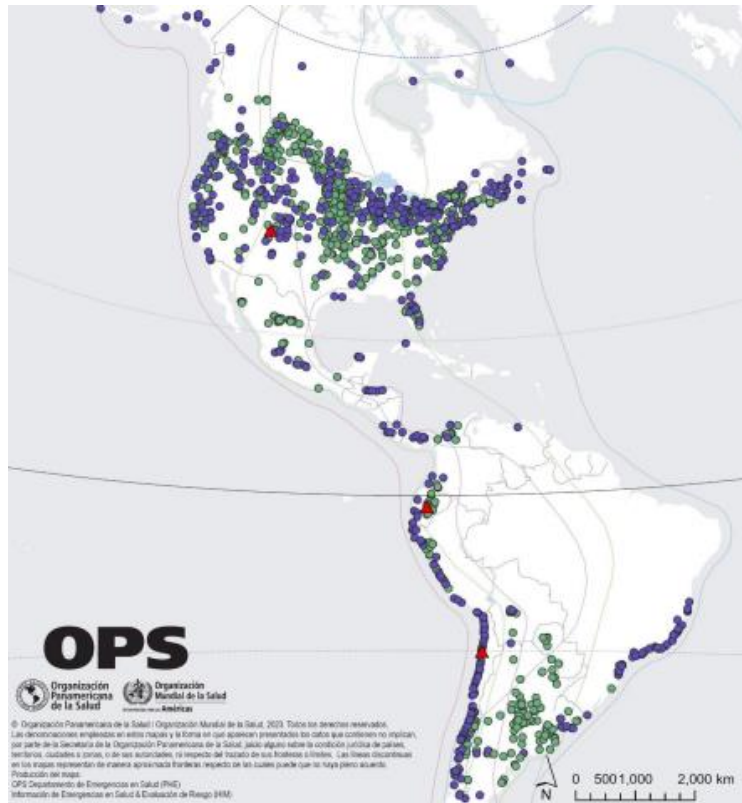 OPS
Organización
Panamericana
de la Salud
Organización
Mundial de la Salud
Américas
© Organización Panamericana de la Salud / Organización Mundial de la Salud, 2023. Todos los derechos reservados.
Las denominaciones empleadas en estos mapas y la forma en que aparecen presentados los datos que contienen no implican,
por parte de la Secretaría de la Organización Panamericana de la Salud, juicio alguno sobre la condición jurídica de países,
territorios, ciudades o zonas, o de sus autoridades, ni respecto del trazado de sus fronteras o límites. Las líneas discontinuas
en los mapas representan de manera aproximada fronteras respecto de las cuales puede que no haya pleno acuerdo.
Producción del mapa:
OPS Departamento de Emergencias en Salud (PHE)
Información de Emergencias en Salud & Evaluación de Riesgo (HIM)
N
0 500 1,000 2,000 km